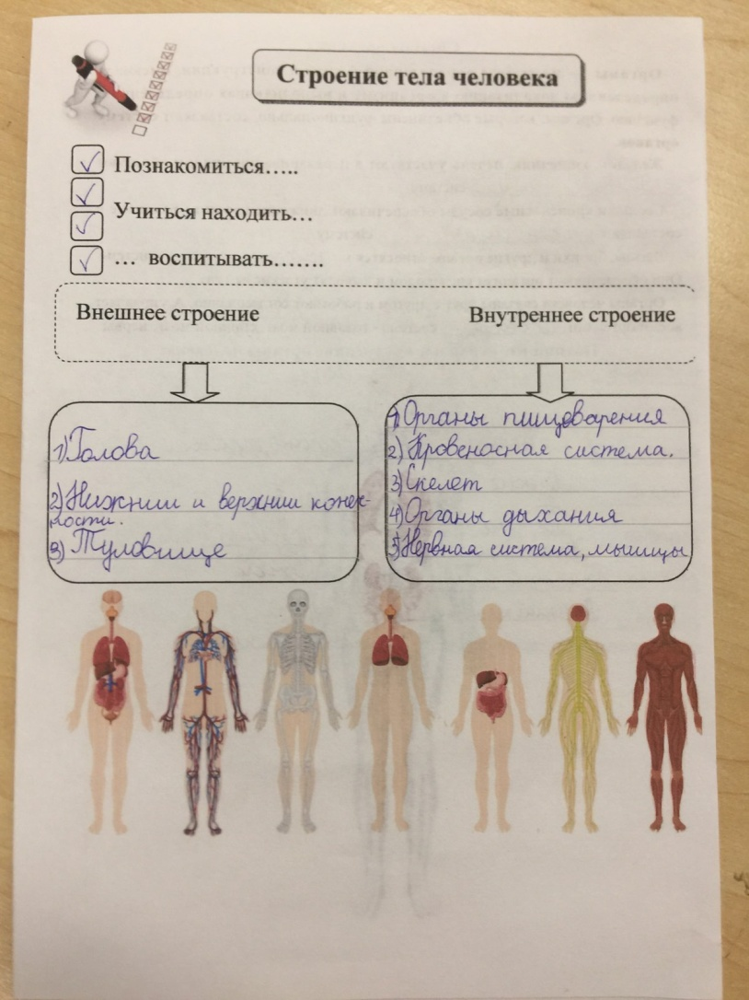 Строение тела человека
Познакомиться…..
Учиться находить…
… воспитывать…….
Внешнее строение
Внутреннее строение
1) Голова
2) Нижнии и верхнии конеч-
ности.
3) Туловище
1) Органы пищеварения
2) Кровеносная система.
3) Скелет
4) Органы дыхания
5) Нервная система, мышцы